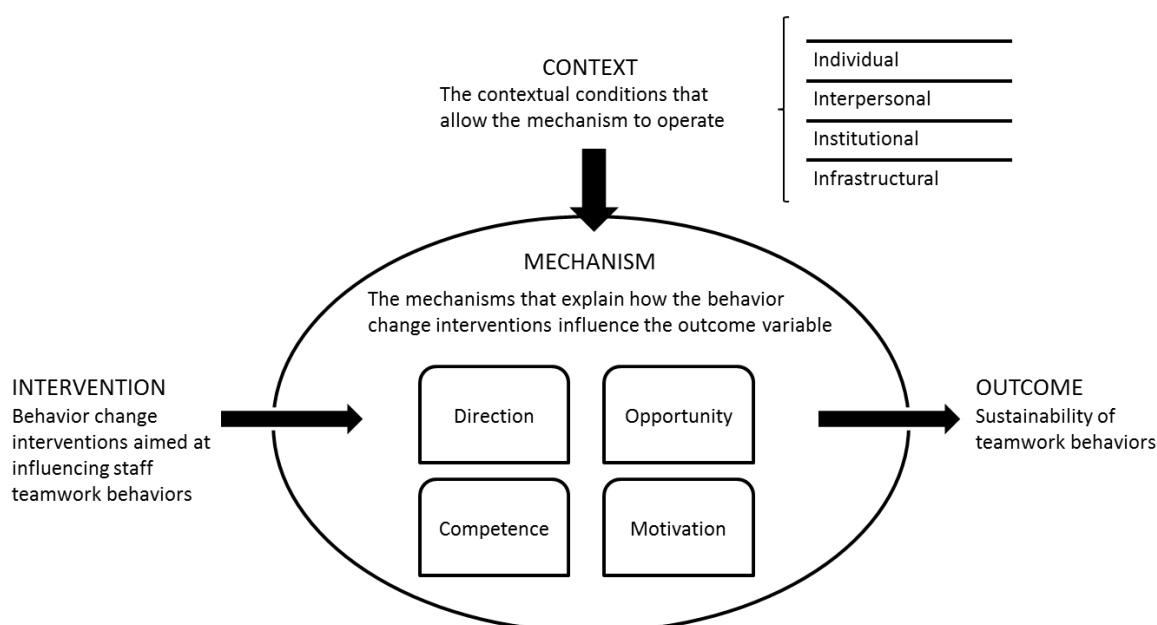 CONTEXT
The contextual conditions that
allow the mechanism to operate
Individual
Interpersonal
Institutional
Infrastructural
MECHANISM
The mechanisms that explain how the behavior
change interventions influence the outcome variable
INTERVENTION
Behavior change
interventions aimed at
influencing staff
teamwork behaviors
Direction
Opportunity
Competence
Motivation
OUTCOME
Sustainability of
teamwork behaviors